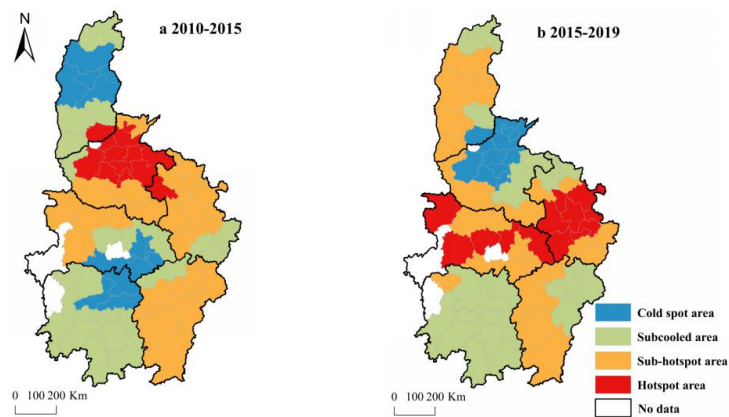 N
a 2010-2015
b 2015-2019
Cold spot area
Subcooled area
Sub-hotspot area
Hotspot area
No data
0 100 200 Km
0 100 200 Km